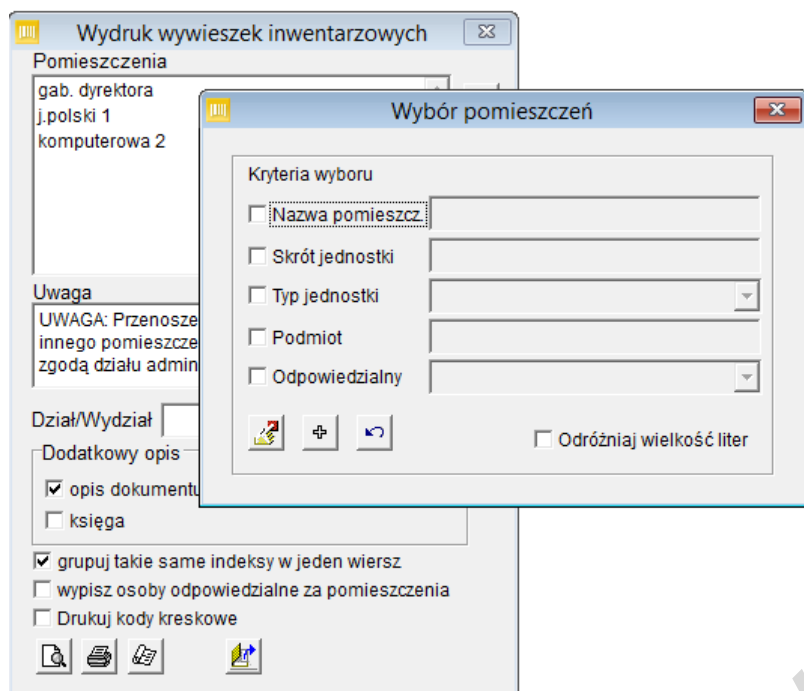 Wydruk wywieszek inwentarzowych
Pomieszczenia
gab. dyrektora
j.polski 1
komputerowa 2
Uwaga
UWAGA: Przenosze
innego pomieszcze
zgodą działu admin
Dział/Wydział
Dodatkowy opis
opis dokumentu
księga
grupuj takie same indeksy w jeden wiersz
wypisz osoby odpowiedzialne za pomieszczenia
Drukuj kody kreskowe
Wybór pomieszczeń
Kryteria wyboru
Nazwa pomieszcz.
Skrót jednostki
Typ jednostki
Podmiot
Odpowiedzialny
Odróżniaj wielkość liter